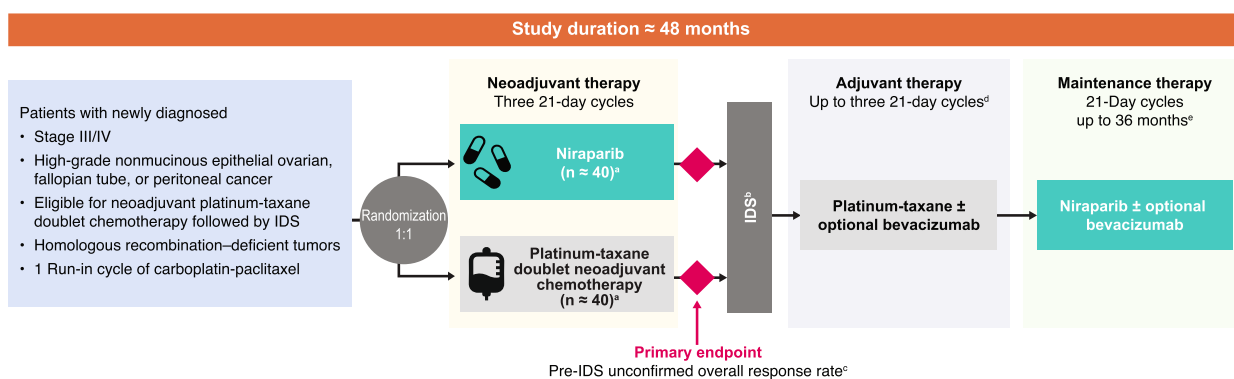 Study duration ≈ 48 months
Patients with newly diagnosed
• Stage III/IV
• High-grade nonmucinous epithelial ovarian,
fallopian tube, or peritoneal cancer
• Eligible for neoadjuvant platinum-taxane
doublet chemotherapy followed by IDS
• Homologous recombination–deficient tumors
• 1 Run-in cycle of carboplatin-paclitaxel
Randomization
1:1
Neoadjuvant therapy
Three 21-day cycles
Niraparib
(n ≈ 40)ᵃ
Platinum-taxane
doublet neoadjuvant
chemotherapy
(n ≈ 40)ᵃ
Primary endpoint
Pre-IDS unconfirmed overall response rateᶜ
IDSᵇ
Adjuvant therapy
Up to three 21-day cyclesᵈ
Platinum-taxane ±
optional bevacizumab
Maintenance therapy
21-Day cycles
up to 36 monthsᵉ
Niraparib ± optional
bevacizumab